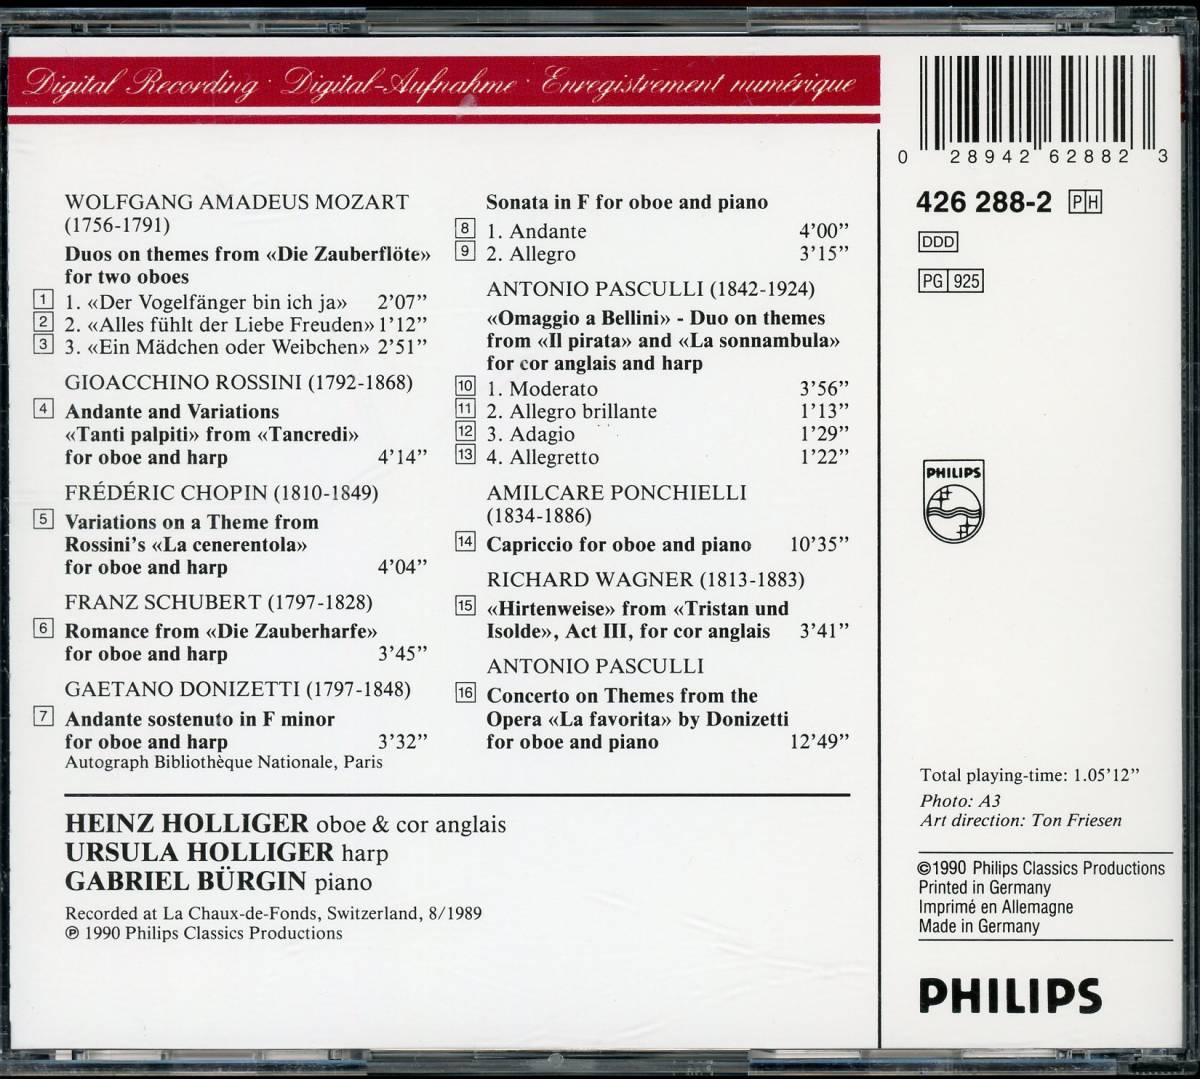 Digital Recording · Digital-Aufnahme · Enregistrement numérique
WOLFGANG AMADEUS MOZART
(1756-1791)
Duos on themes from «Die Zauberflöte»
for two oboes
1 1. «Der Vogelfänger bin ich ja» 2'07''
2 2. «Alles fühlt der Liebe Freuden» 1'12''
3 3. «Ein Mädchen oder Weibchen» 2'51''
GIOACCHINO ROSSINI (1792-1868)
4 Andante and Variations
«Tanti palpiti» from «Tancredi»
for oboe and harp 4'14''
FRÉDÉRIC CHOPIN (1810-1849)
5 Variations on a Theme from
Rossini's «La cenerentola»
for oboe and harp 4'04''
FRANZ SCHUBERT (1797-1828)
6 Romance from «Die Zauberharfe»
for oboe and harp 3'45''
GAETANO DONIZETTI (1797-1848)
7 Andante sostenuto in F minor
for oboe and harp 3'32''
Autograph Bibliothèque Nationale, Paris
Sonata in F for oboe and piano
8 1. Andante 4'00''
9 2. Allegro 3'15''
ANTONIO PASCULLI (1842-1924)
«Omaggio a Bellini» - Duo on themes
from «Il pirata» and «La sonnambula»
for cor anglais and harp
10 1. Moderato 3'56''
11 2. Allegro brillante 1'13''
12 3. Adagio 1'29''
13 4. Allegretto 1'22''
AMILCARE PONCHIELLI
(1834-1886)
14 Capriccio for oboe and piano 10'35''
RICHARD WAGNER (1813-1883)
15 «Hirtenweise» from «Tristan und
Isolde», Act III, for cor anglais 3'41''
ANTONIO PASCULLI
16 Concerto on Themes from the
Opera «La favorita» by Donizetti
for oboe and piano 12'49''
HEINZ HOLLIGER oboe & cor anglais
URSULA HOLLIGER harp
GABRIEL BÜRGIN piano
Recorded at La Chaux-de-Fonds, Switzerland, 8/1989
℗ 1990 Philips Classics Productions
0 28942 62882 3
426 288-2 PH
DDD
PG 925
PHILIPS
Total playing-time: 1.05'12''
Photo: A3
Art direction: Ton Friesen
©1990 Philips Classics Productions
Printed in Germany
Imprimé en Allemagne
Made in Germany
PHILIPS